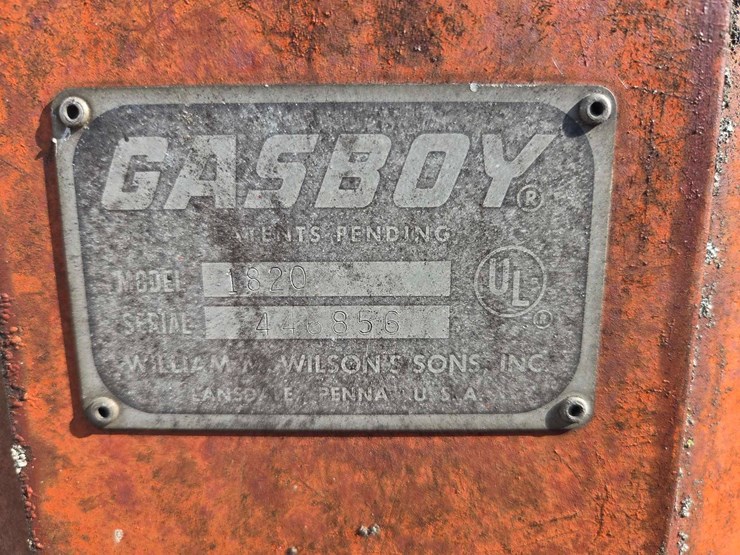 GASBOY®
PATENTS PENDING
MODEL 1820
UL ®
SERIAL
WILLIAM M. WILSON'S SONS, INC.
LANSDALE, PENNA. U.S.A.